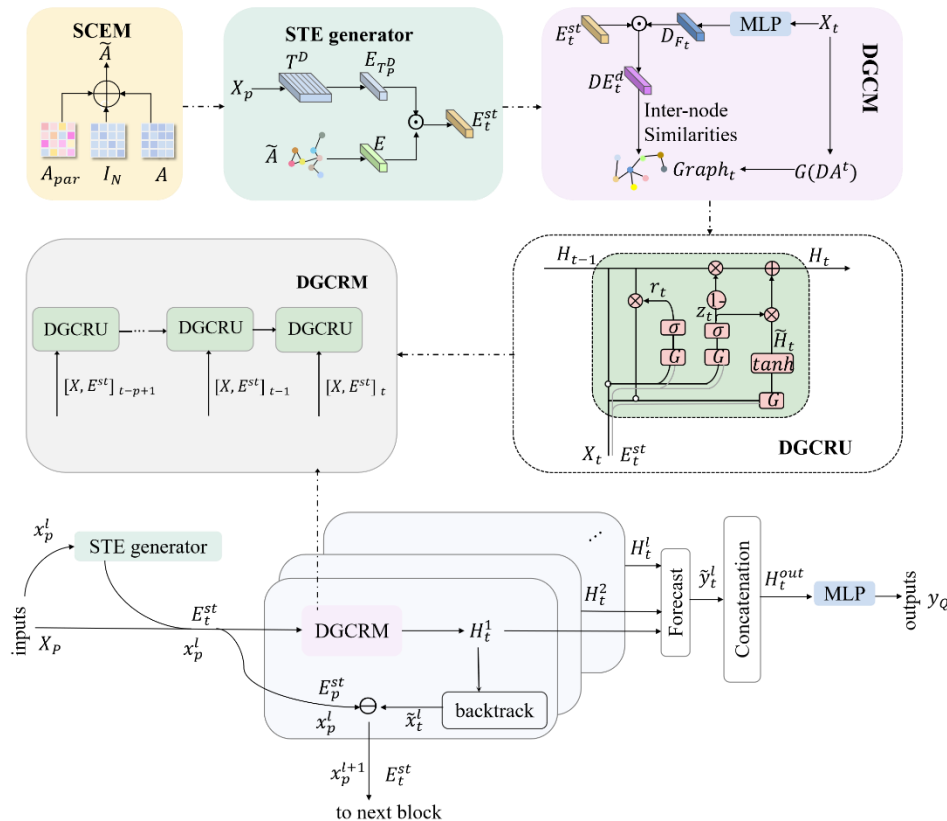 SCEM
Ã
A_par I_N A
STE generator
X_p T^D E_{T_P^D}
E_t^{st}
Ã E
DGCM
E_t^{st} D_{F_t} MLP X_t
DE_t^d
Inter-node
Similarities
Graph_t G(DA^t)
DGCRM
DGCRU ... DGCRU DGCRU
[X, E^{st}]_{t-p+1} [X, E^{st}]_{t-1} [X, E^{st}]_t
H_{t-1} H_t
r_t z_t 1-
σ σ H̃_t
G G tanh
G
X_t E_t^{st}
DGCRU
x_p^l
STE generator
inputs
X_P
E_t^{st}
x_p^l
DGCRM
H_t^1
E_p^{st}
x_p^l
x̃_t^l
backtrack
x_p^{l+1} E_t^{st}
to next block
...
H_t^l
H_t^2
Forecast
ỹ_t^l
Concatenation
H_t^{out}
MLP
outputs
y_Q